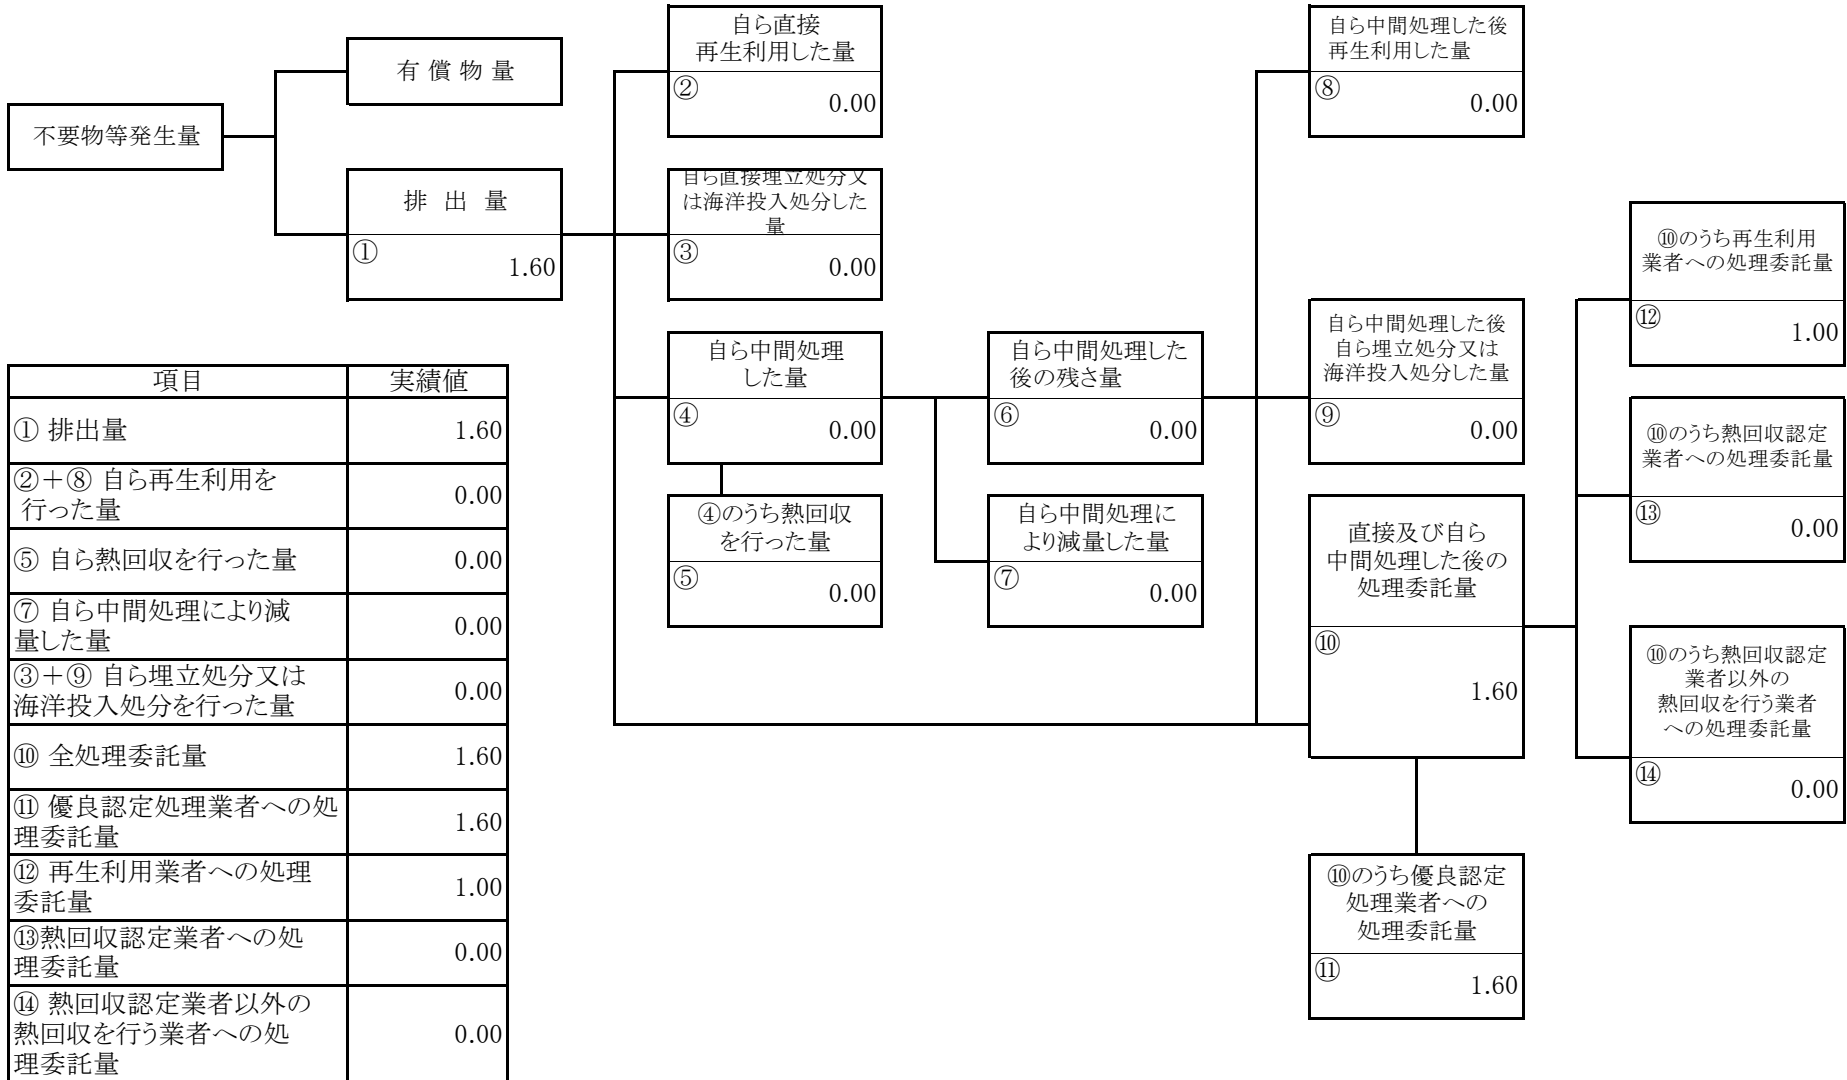 不要物等発生量
有 償 物 量
排 出 量
①
1.60
自ら直接
再生利用した量
②
0.00
自ら直接埋立処分又
は海洋投入処分した
量
③
0.00
自ら中間処理
した量
④
0.00
④のうち熱回収
を行った量
⑤
0.00
自ら中間処理した
後の残さ量
⑥
0.00
自ら中間処理に
より減量した量
⑦
0.00
自ら中間処理した後
再生利用した量
⑧
0.00
自ら中間処理した後
自ら埋立処分又は
海洋投入処分した量
⑨
0.00
直接及び自ら
中間処理した後の
処理委託量
⑩
1.60
⑩のうち優良認定
処理業者への
処理委託量
⑪
1.60
⑩のうち再生利用
業者への処理委託量
⑫
1.00
⑩のうち熱回収認定
業者への処理委託量
⑬
0.00
⑩のうち熱回収認定
業者以外の
熱回収を行う業者
への処理委託量
⑭
0.00
項目 実績値
① 排出量 1.60
②＋⑧ 自ら再生利用を
行った量 0.00
⑤ 自ら熱回収を行った量 0.00
⑦ 自ら中間処理により減
量した量 0.00
③＋⑨ 自ら埋立処分又は
海洋投入処分を行った量 0.00
⑩ 全処理委託量 1.60
⑪ 優良認定処理業者への処
理委託量 1.60
⑫ 再生利用業者への処理
委託量 1.00
⑬熱回収認定業者への処
理委託量 0.00
⑭ 熱回収認定業者以外の
熱回収を行う業者への処
理委託量 0.00